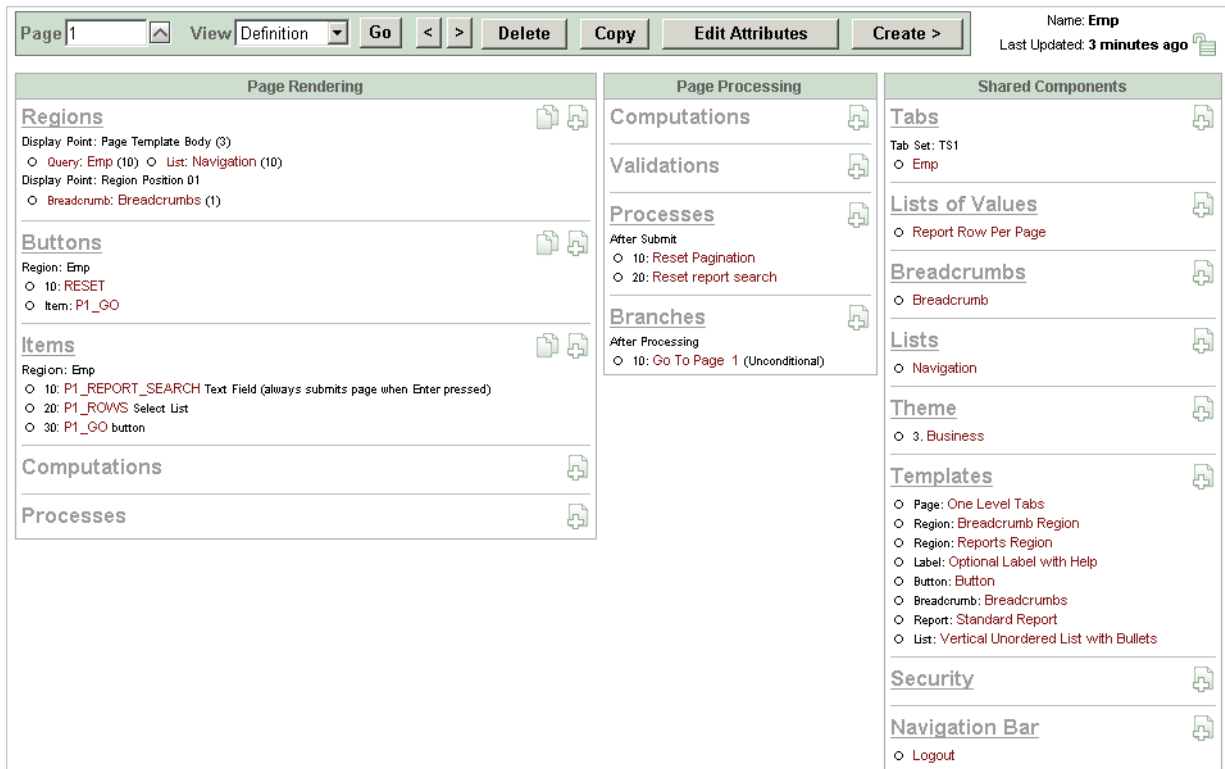 Page 1 View Definition Go < > Delete Copy Edit Attributes Create >
Name: Emp
Last Updated: 3 minutes ago
Page Rendering
Regions
Display Point: Page Template Body (3)
Query: Emp (10) List: Navigation (10)
Display Point: Region Position 01
Breadcrumb: Breadcrumbs (1)
Buttons
Region: Emp
10: RESET
Item: P1_GO
Items
Region: Emp
10: P1_REPORT_SEARCH Text Field (always submits page when Enter pressed)
20: P1_ROWS Select List
30: P1_GO button
Computations
Processes
Page Processing
Computations
Validations
Processes
After Submit
10: Reset Pagination
20: Reset report search
Branches
After Processing
10: Go To Page 1 (Unconditional)
Shared Components
Tabs
Tab Set: TS1
Emp
Lists of Values
Report Row Per Page
Breadcrumbs
Breadcrumb
Lists
Navigation
Theme
3. Business
Templates
Page: One Level Tabs
Region: Breadcrumb Region
Region: Reports Region
Label: Optional Label with Help
Button: Button
Breadcrumb: Breadcrumbs
Report: Standard Report
List: Vertical Unordered List with Bullets
Security
Navigation Bar
Logout